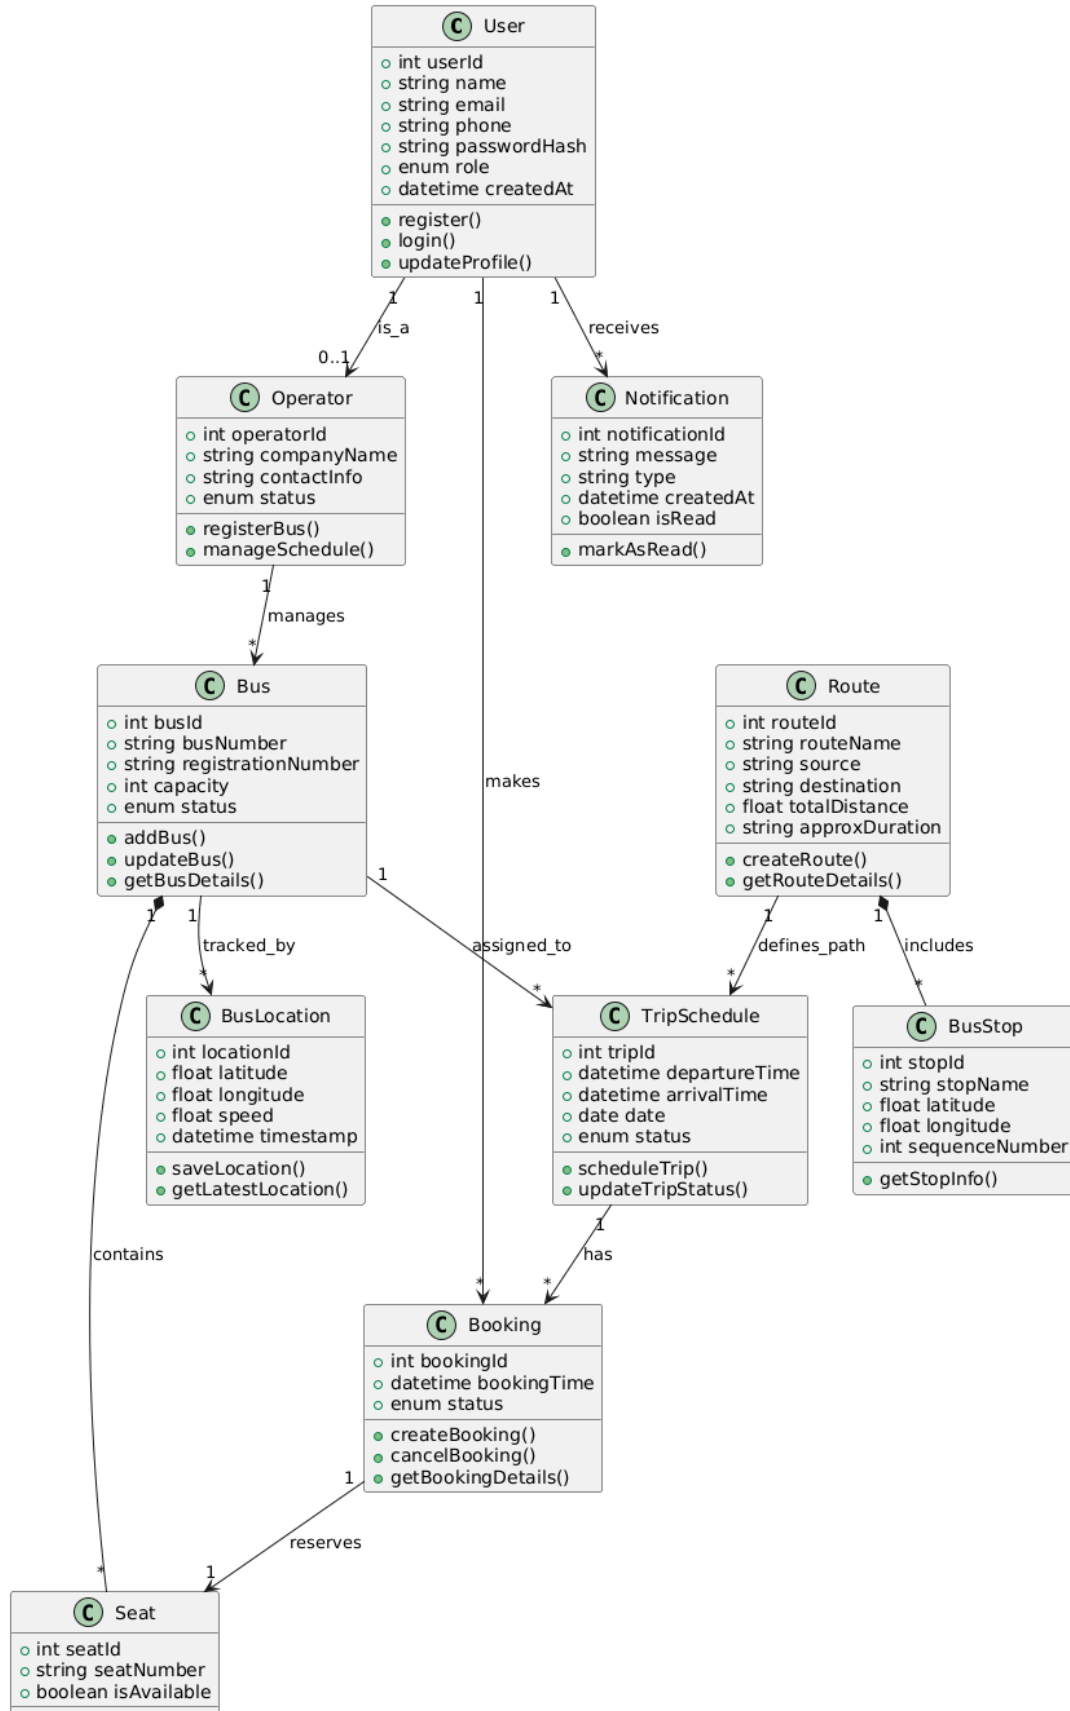 C User
int userId
string name
string email
string phone
string passwordHash
enum role
datetime createdAt
register()
login()
updateProfile()
1
1
1
is_a
receives
0..1
*
C Operator
int operatorId
string companyName
string contactInfo
enum status
registerBus()
manageSchedule()
C Notification
int notificationId
string message
string type
datetime createdAt
boolean isRead
markAsRead()
1
manages
*
C Bus
int busId
string busNumber
string registrationNumber
int capacity
enum status
addBus()
updateBus()
getBusDetails()
makes
C Route
int routeId
string routeName
string source
string destination
float totalDistance
string approxDuration
createRoute()
getRouteDetails()
1
1
1
1
1
tracked_by
assigned_to
defines_path
includes
*
*
*
*
C BusLocation
int locationId
float latitude
float longitude
float speed
datetime timestamp
saveLocation()
getLatestLocation()
C TripSchedule
int tripId
datetime departureTime
datetime arrivalTime
date date
enum status
scheduleTrip()
updateTripStatus()
C BusStop
int stopId
string stopName
float latitude
float longitude
int sequenceNumber
getStopInfo()
contains
1
has
*
*
C Booking
int bookingId
datetime bookingTime
enum status
createBooking()
cancelBooking()
getBookingDetails()
1
reserves
*
1
C Seat
int seatId
string seatNumber
boolean isAvailable